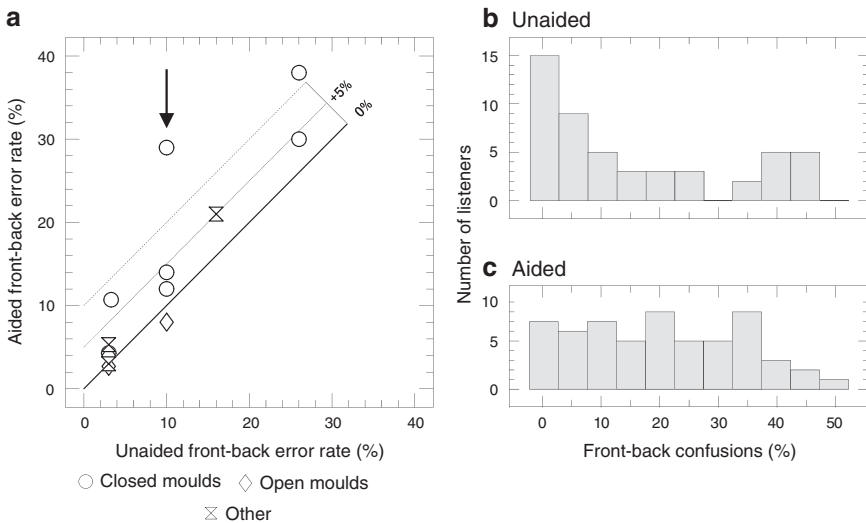 a
Aided front-back error rate (%)
40
30
20
10
0
+5%
0%
0 10 20 30 40
Unaided front-back error rate (%)
Closed moulds Open moulds
Other
b Unaided
15
10
5
0
Number of listeners
c Aided
10
5
0
0 10 20 30 40 50
Front-back confusions (%)